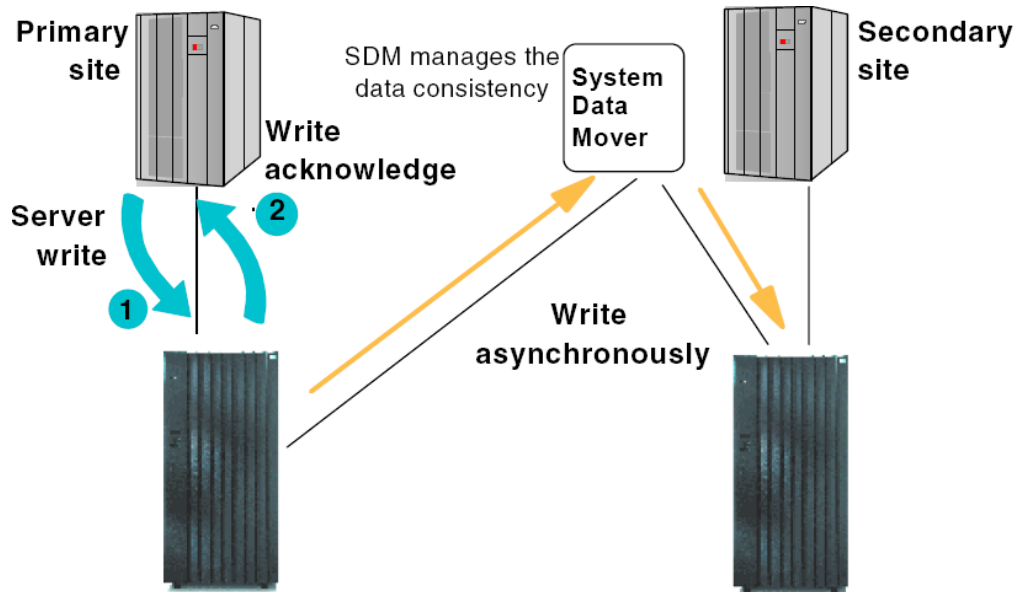 Primary
site
SDM manages the
data consistency
System
Data
Mover
Secondary
site
Write
acknowledge
Server
write
2
1
Write
asynchronously